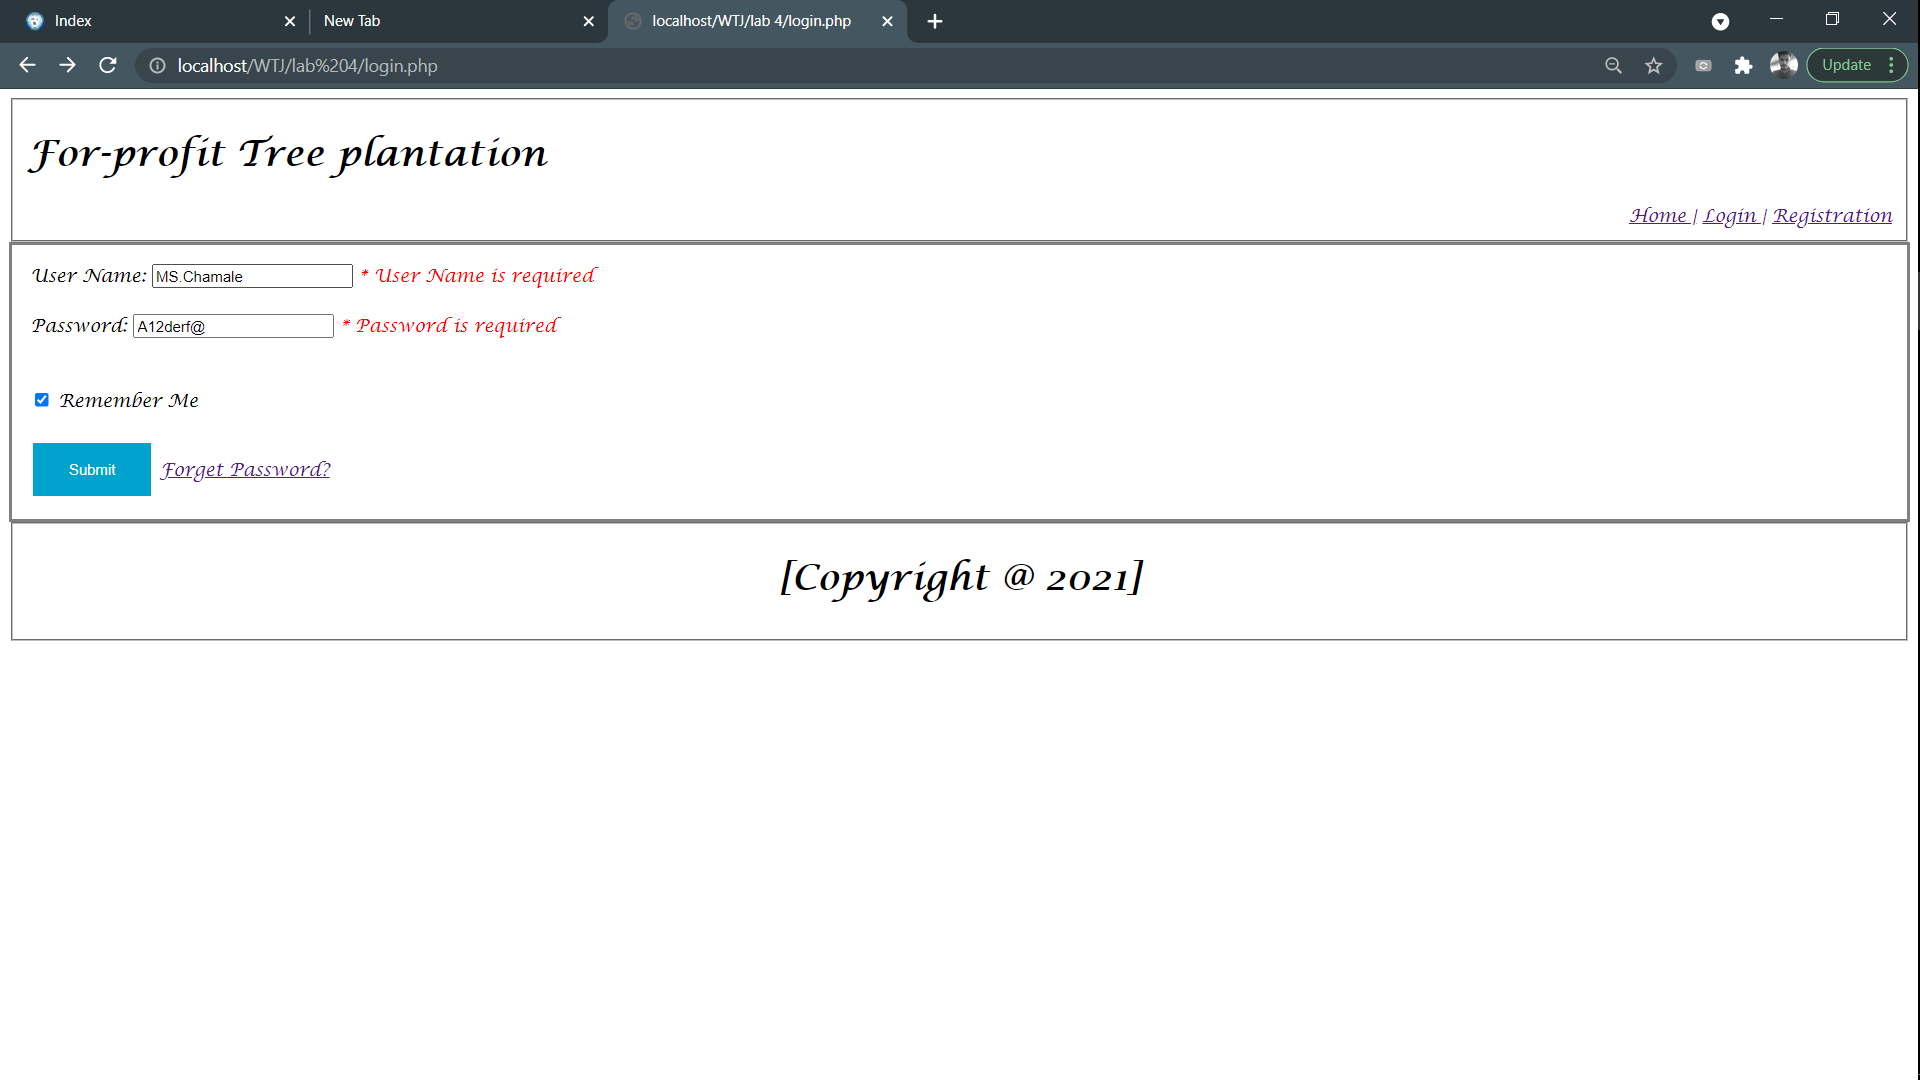 Index
New Tab
localhost/WTJ/lab 4/login.php
localhost/WTJ/lab%204/login.php
Update
For-profit Tree plantation
Home | Login | Registration
User Name: MS.Chamale * User Name is required
Password: A12derf@ * Password is required
Remember Me
Submit Forget Password?
[Copyright @ 2021]